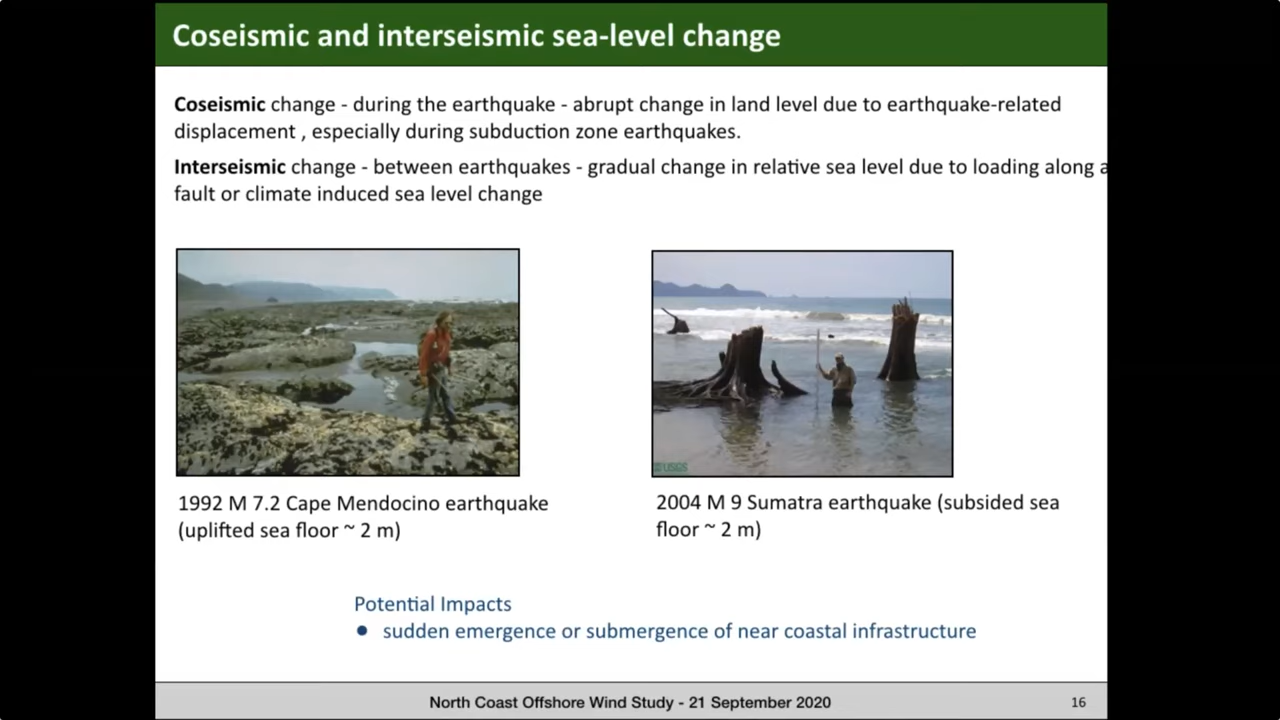 Coseismic and interseismic sea-level change
Coseismic change - during the earthquake - abrupt change in land level due to earthquake-related
displacement , especially during subduction zone earthquakes.
Interseismic change - between earthquakes - gradual change in relative sea level due to loading along a
fault or climate induced sea level change
USGS
1992 M 7.2 Cape Mendocino earthquake
(uplifted sea floor ~ 2 m)
2004 M 9 Sumatra earthquake (subsided sea
floor ~ 2 m)
Potential Impacts
● sudden emergence or submergence of near coastal infrastructure
North Coast Offshore Wind Study - 21 September 2020
16